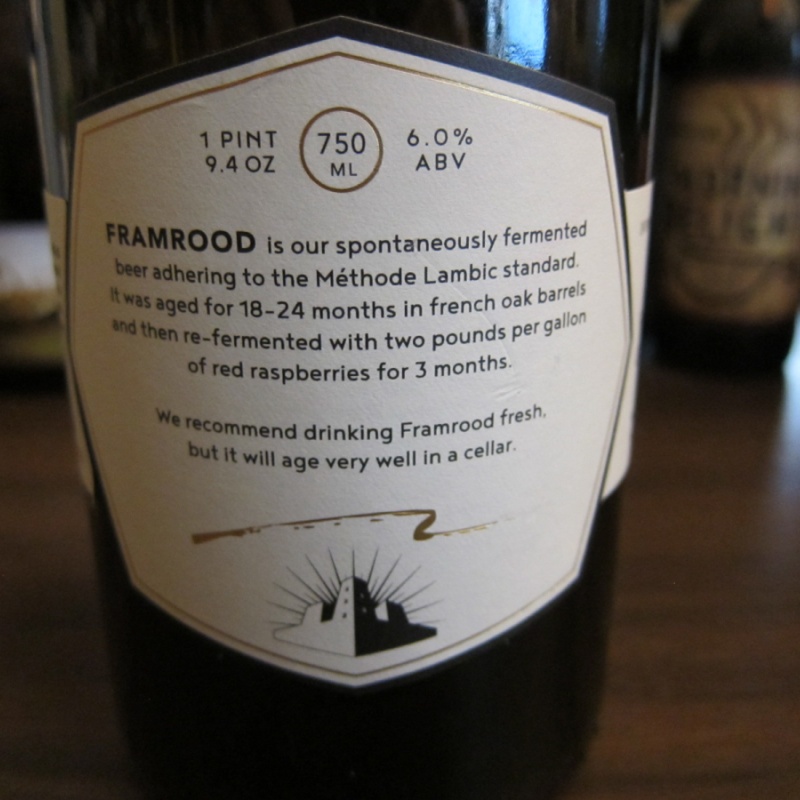 1 PINT
9.4 OZ
750
ML
6.0%
ABV
FRAMROOD is our spontaneously fermented
beer adhering to the Méthode Lambic standard.
It was aged for 18-24 months in french oak barrels
and then re-fermented with two pounds per gallon
of red raspberries for 3 months.
We recommend drinking Framrood fresh,
but it will age very well in a cellar.